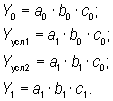 Y₀ = a₀ · b₀ · c₀;
Yусл1 = a₁ · b₀ · c₀;
Yусл2 = a₁ · b₁ · c₀;
Y₁ = a₁ · b₁ · c₁.